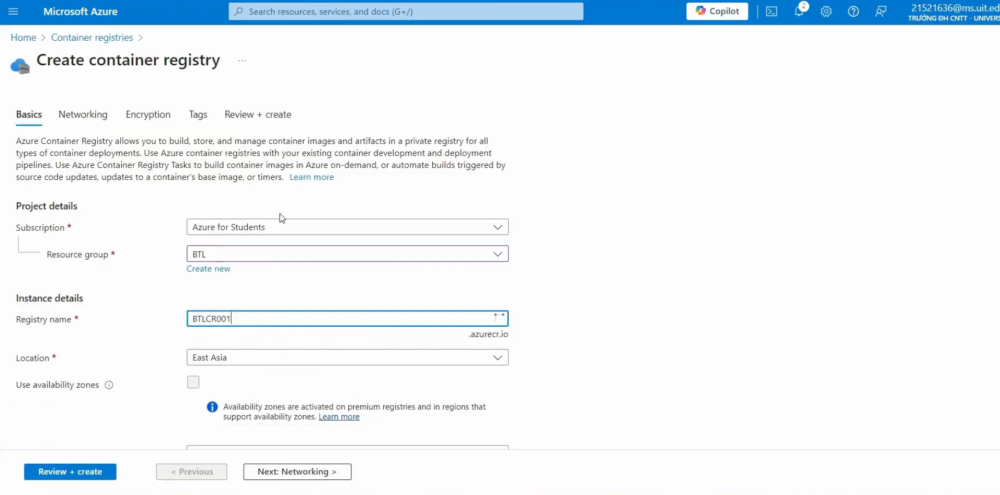 Microsoft Azure
Search resources, services, and docs (G+/)
Copilot
2
21521636@ms.uit.ed
TRƯỜNG ĐH CNTT - UNIVERS
Home > Container registries >
Create container registry ...
Basics Networking Encryption Tags Review + create
Azure Container Registry allows you to build, store, and manage container images and artifacts in a private registry for all
types of container deployments. Use Azure container registries with your existing container development and deployment
pipelines. Use Azure Container Registry Tasks to build container images in Azure on-demand, or automate builds triggered by
source code updates, updates to a container's base image, or timers. Learn more
Project details
Subscription *
Azure for Students
Resource group *
BTL
Create new
Instance details
Registry name *
BTLCR001
.azurecr.io
Location *
East Asia
Use availability zones
Availability zones are activated on premium registries and in regions that
support availability zones. Learn more
Review + create
< Previous
Next: Networking >